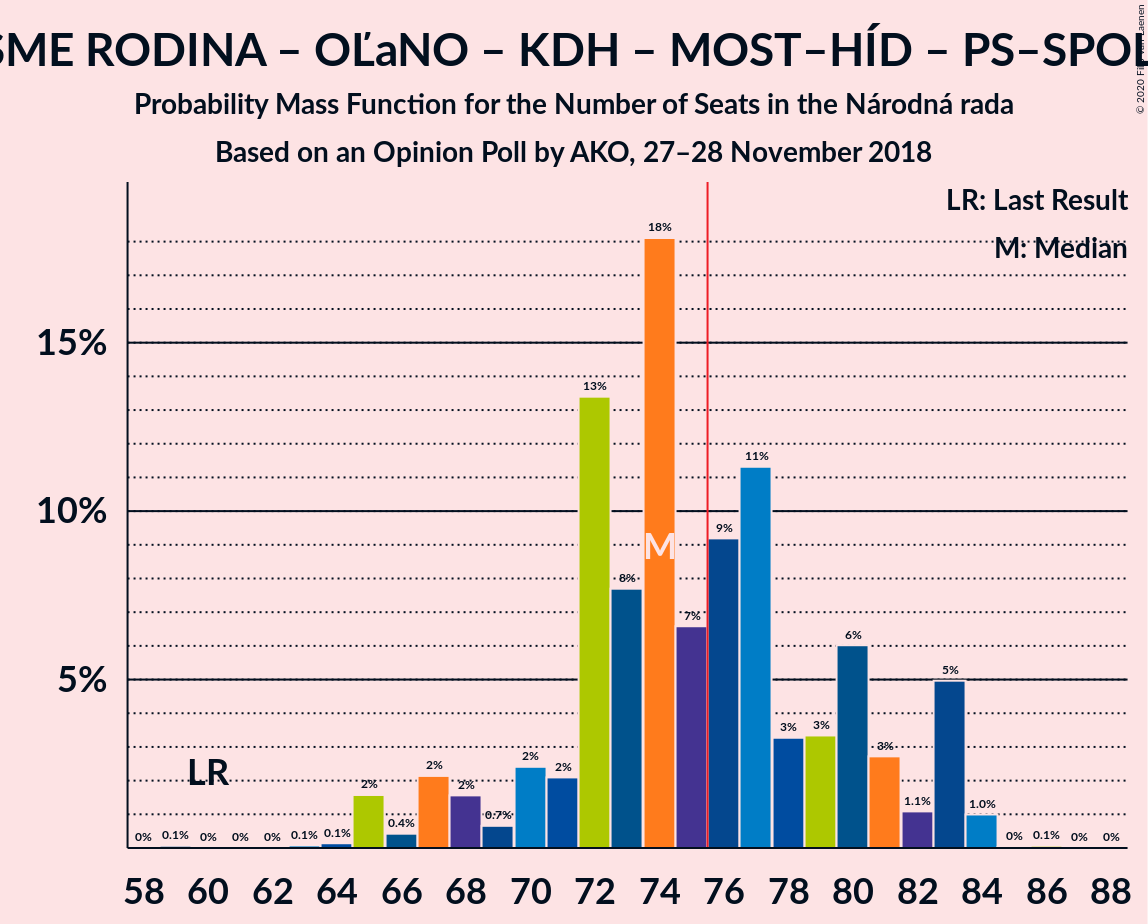 SME RODINA – OĽaNO – KDH – MOST–HÍD – PS–SPOL
Probability Mass Function for the Number of Seats in the Národná rada
Based on an Opinion Poll by AKO, 27–28 November 2018
© 2020 Laenen
LR: Last Result
M: Median
18%
15%
13%
11%
10%
9%
M
8%
7%
6%
5%
5%
3% 3% 3%
LR
2% 2% 2% 2% 2%
1.1% 1.0%
0% 0.1% 0% 0% 0% 0.1% 0.1% 0.4% 0.7% 0% 0.1% 0% 0%
58 60 62 64 66 68 70 72 74 76 78 80 82 84 86 88